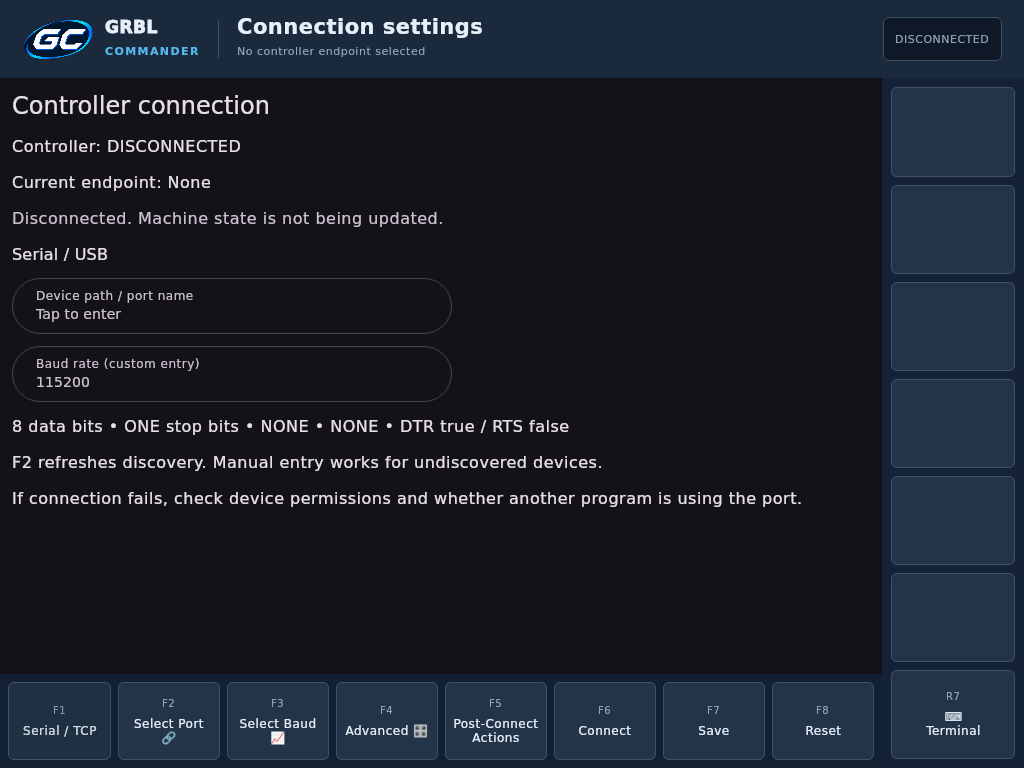 GC
GRBL
COMMANDER
Connection settings
No controller endpoint selected
DISCONNECTED
Controller connection
Controller: DISCONNECTED
Current endpoint: None
Disconnected. Machine state is not being updated.
Serial / USB
Device path / port name
Tap to enter
Baud rate (custom entry)
115200
8 data bits • ONE stop bits • NONE • NONE • DTR true / RTS false
F2 refreshes discovery. Manual entry works for undiscovered devices.
If connection fails, check device permissions and whether another program is using the port.
F1
Serial / TCP
F2
Select Port
F3
Select Baud
F4
Advanced
F5
Post-Connect
Actions
F6
Connect
F7
Save
F8
Reset
R7
Terminal